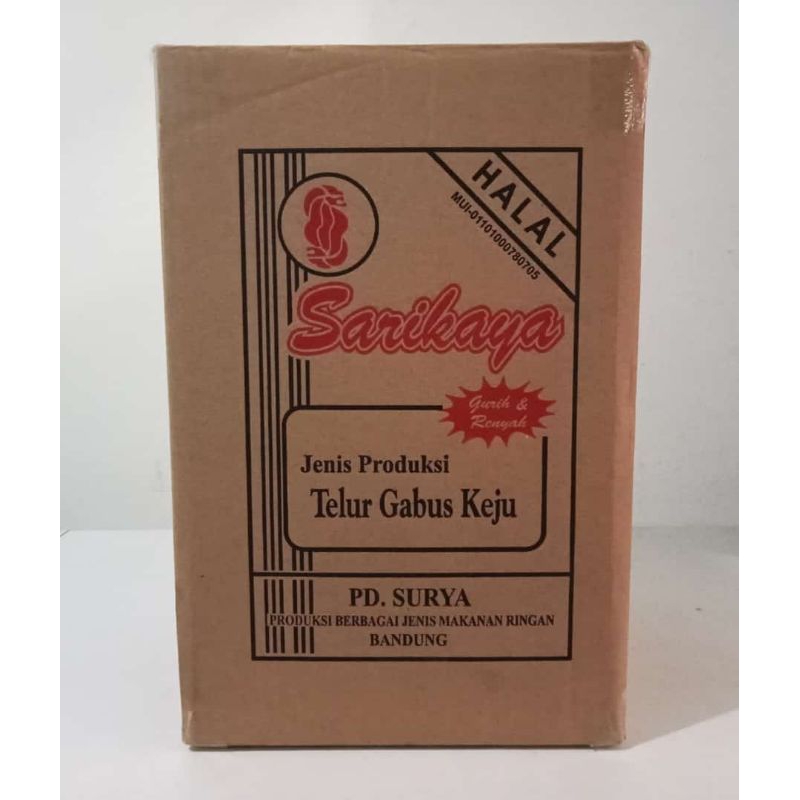 HALAL
MUI-01101000780705
Sarikaya
Gurih &
Renyah
Jenis Produksi
Telur Gabus Keju
PD. SURYA
PRODUKSI BERBAGAI JENIS MAKANAN RINGAN
BANDUNG